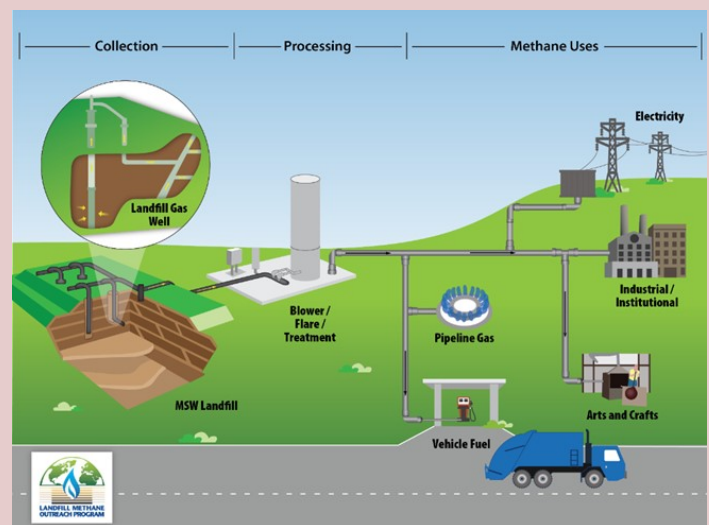 Collection
Processing
Methane Uses
Electricity
Landfill Gas
Well
Industrial /
Institutional
Blower /
Flare /
Treatment
Pipeline Gas
MSW Landfill
Arts and Crafts
Vehicle Fuel
LANDFILL METHANE
OUTREACH PROGRAM